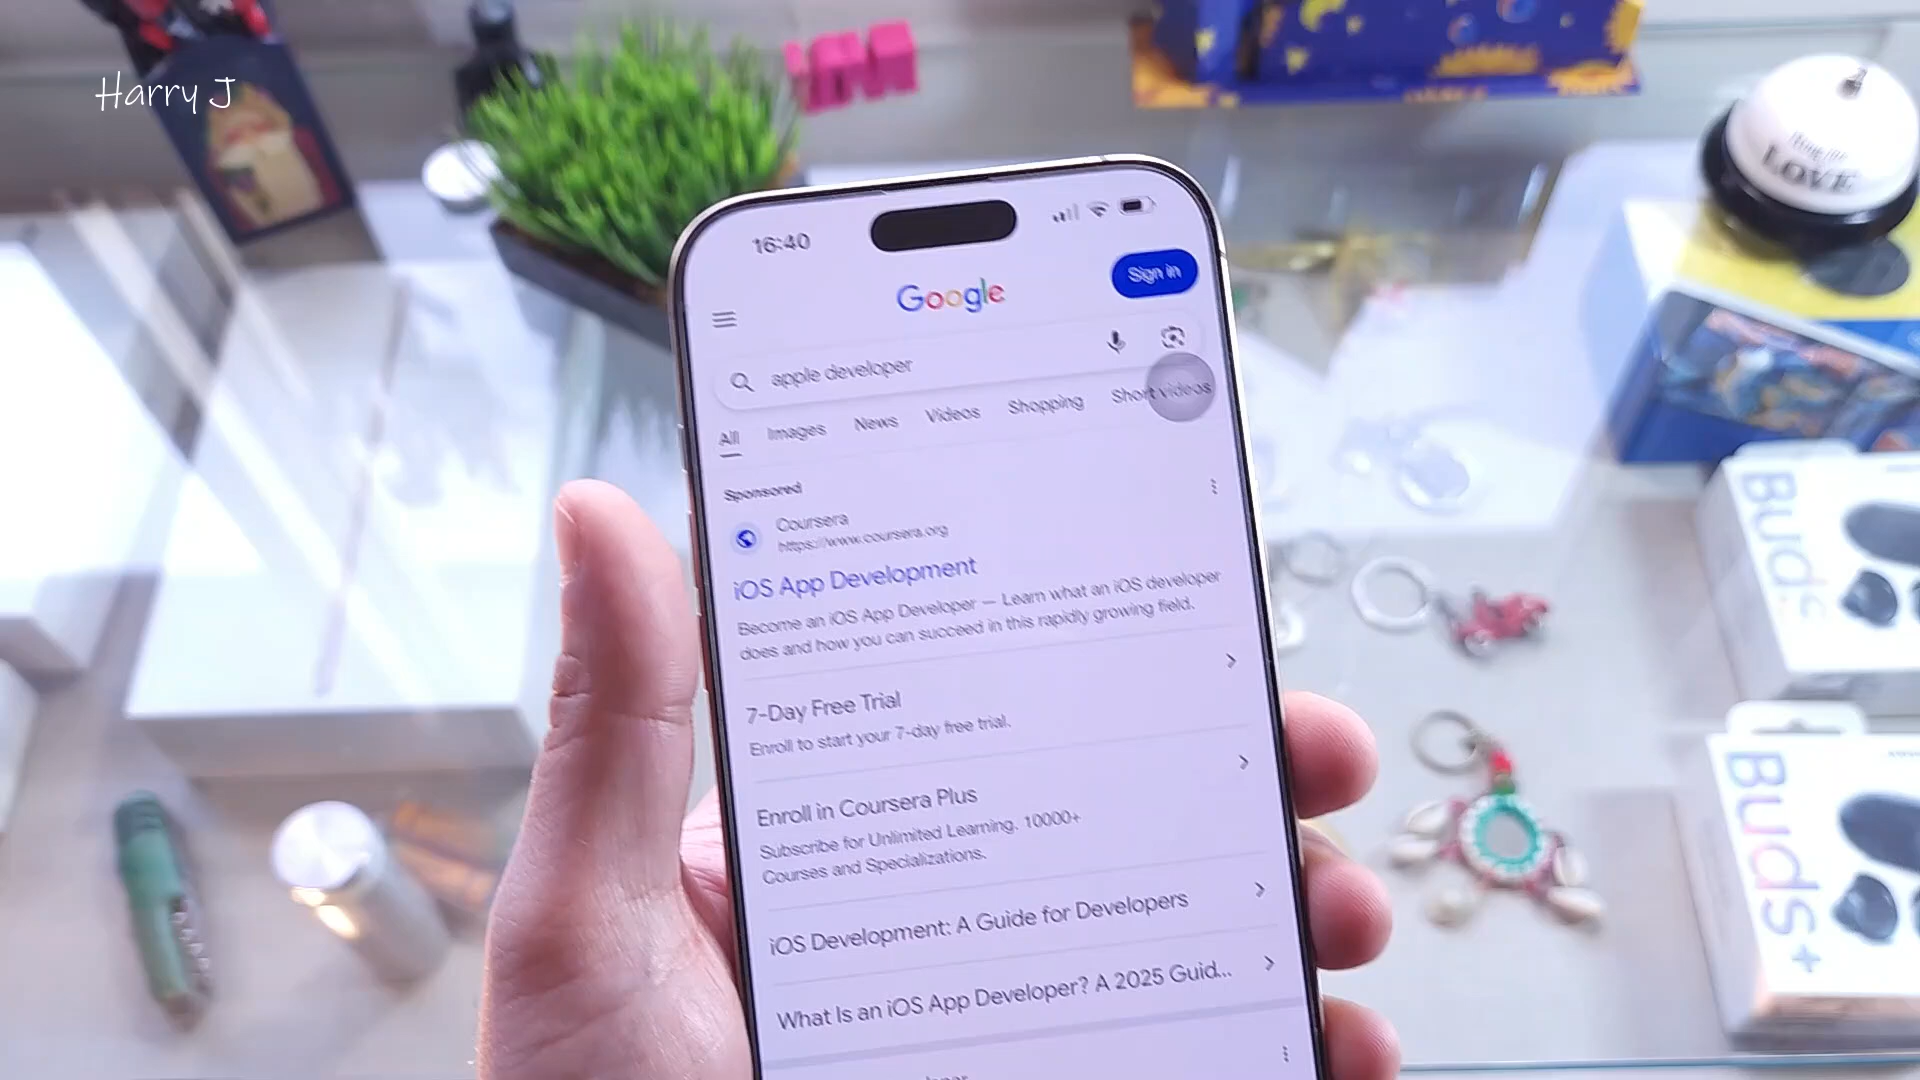 Harry J
LOVE
16:40
Google
Sign in
apple developer
All Images News Videos Shopping Short videos
Sponsored
Coursera
https://www.coursera.org
iOS App Development
Become an iOS App Developer — Learn what an iOS developer
does and how you can succeed in this rapidly growing field.
7-Day Free Trial
Enroll to start your 7-day free trial.
Enroll in Coursera Plus
Subscribe for Unlimited Learning. 10000+
Courses and Specializations.
iOS Development: A Guide for Developers
What Is an iOS App Developer? A 2025 Guid...
Buds
Buds+